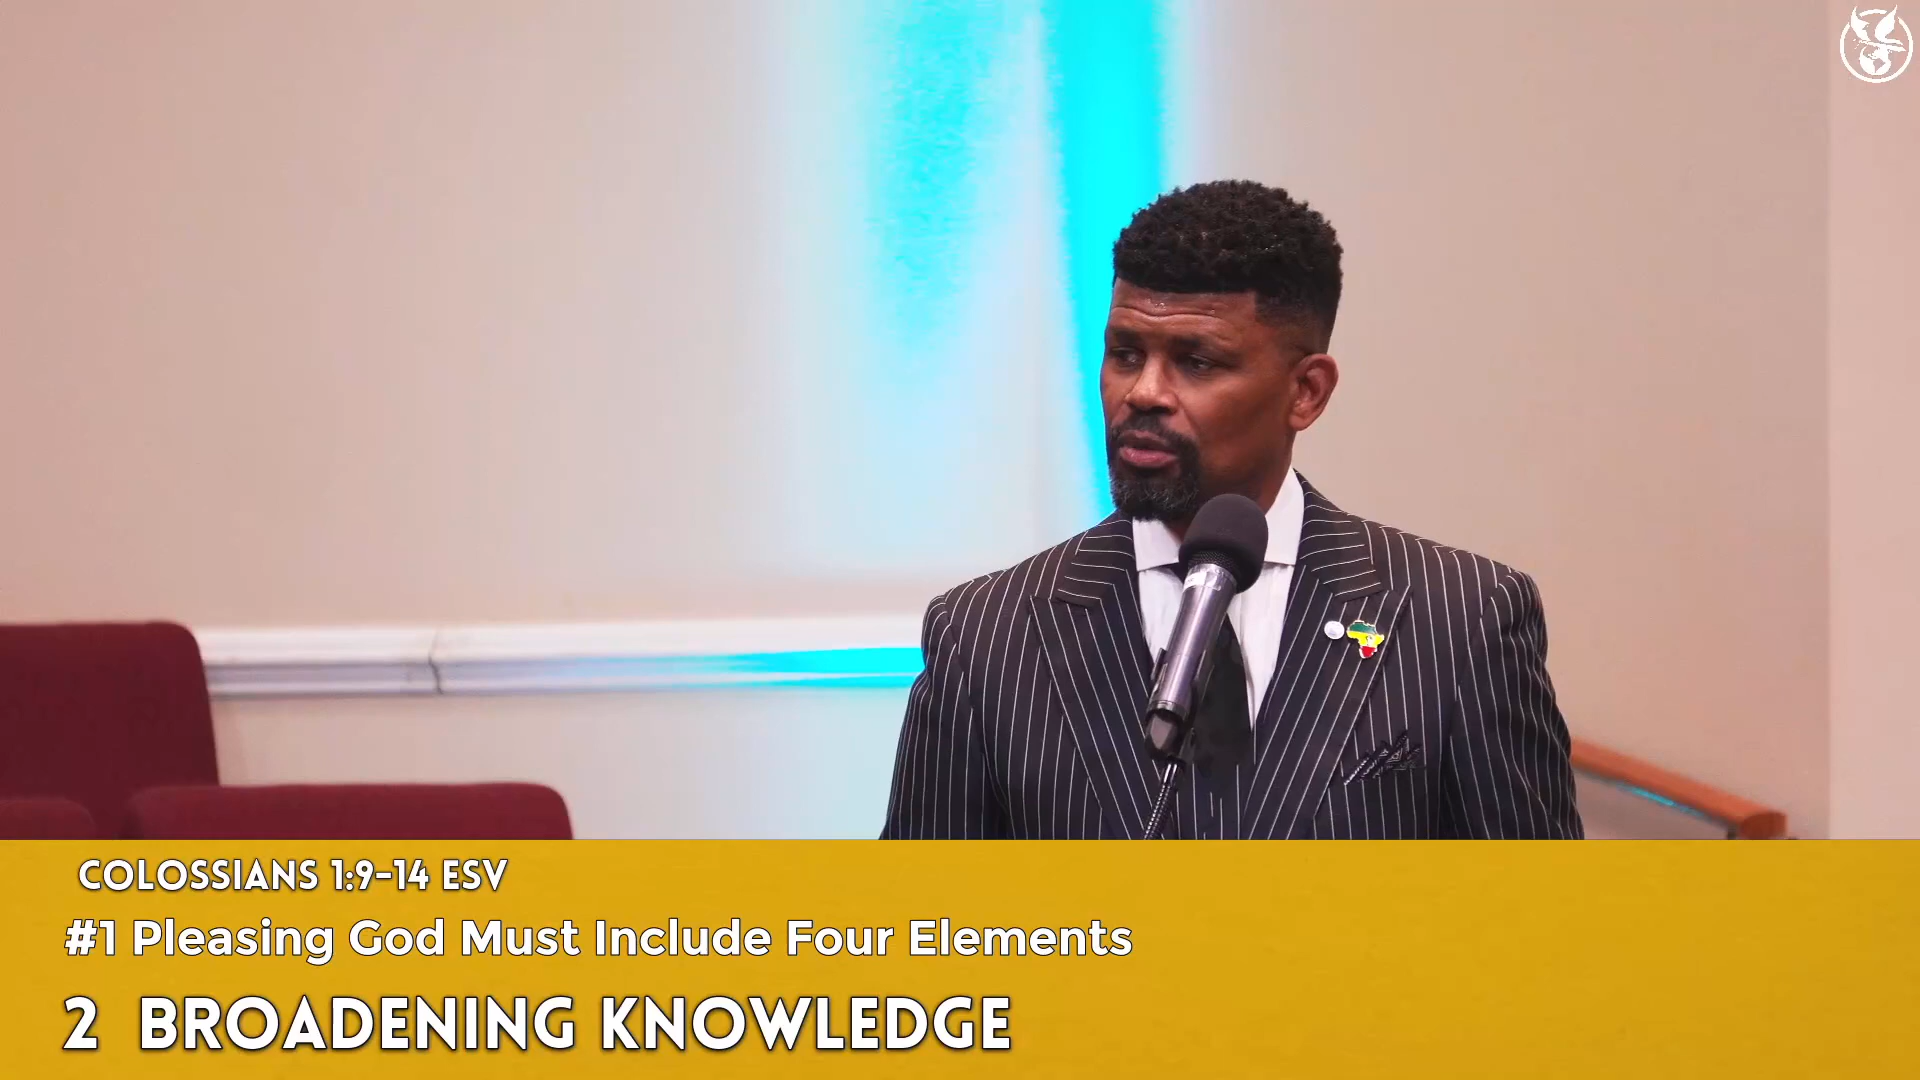 COLOSSIANS 1:9-14 ESV
#1 Pleasing God Must Include Four Elements
2 BROADENING KNOWLEDGE